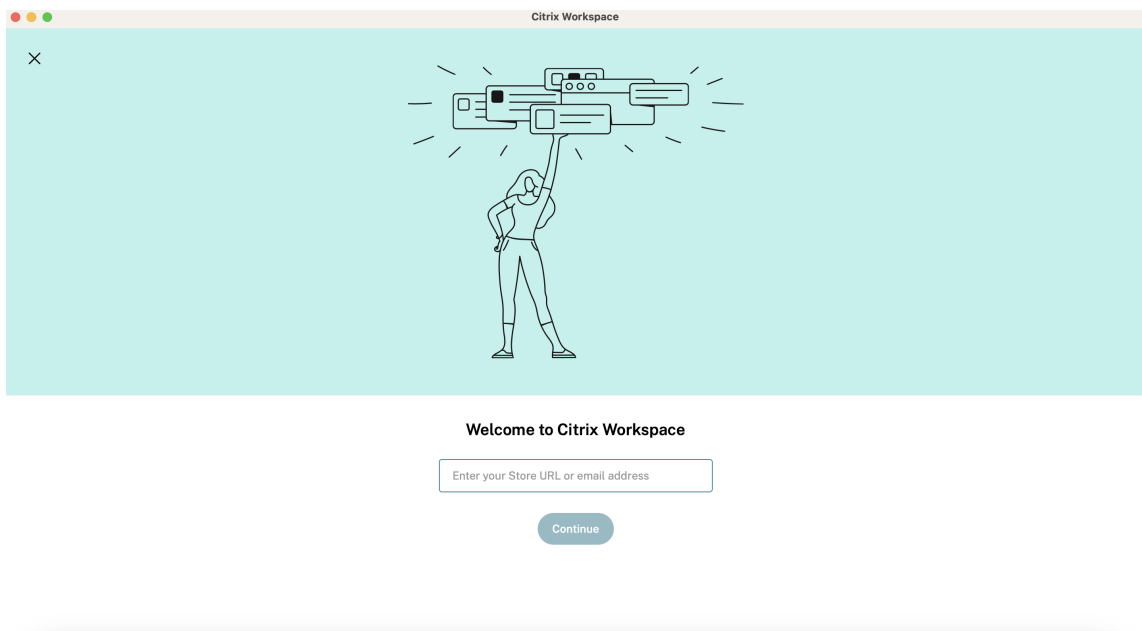 Citrix Workspace
Welcome to Citrix Workspace
Enter your Store URL or email address
Continue